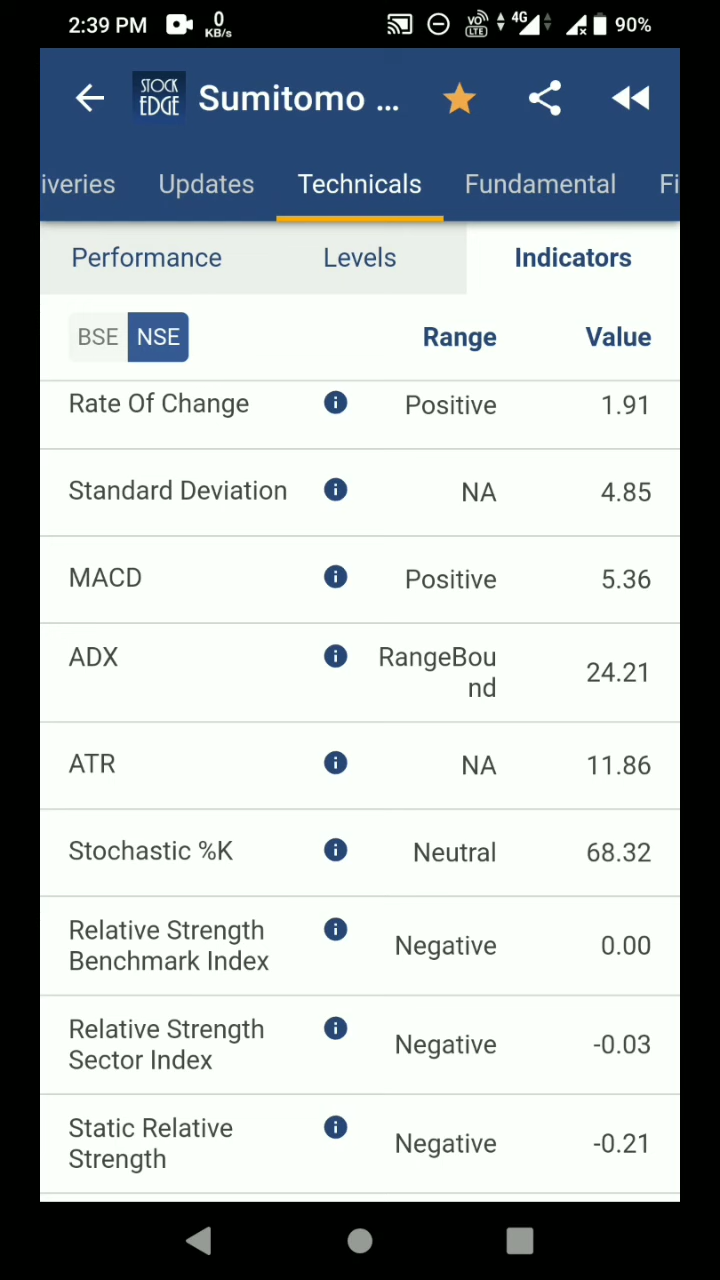 2:39 PM 0 KB/s VO LTE 4G 90%
STOCK EDGE Sumitomo ...
iveries Updates Technicals Fundamental Fi
Performance Levels Indicators
BSE NSE Range Value
Rate Of Change Positive 1.91
Standard Deviation NA 4.85
MACD Positive 5.36
ADX RangeBou
nd 24.21
ATR NA 11.86
Stochastic %K Neutral 68.32
Relative Strength
Benchmark Index Negative 0.00
Relative Strength
Sector Index Negative -0.03
Static Relative
Strength Negative -0.21